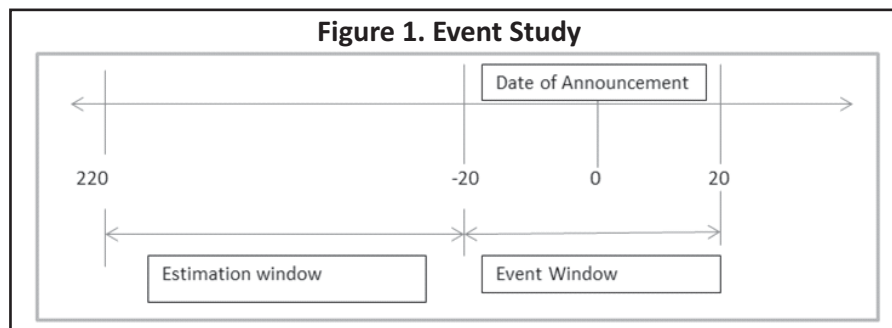 Figure 1. Event Study
Date of Announcement
220 -20 0 20
Estimation window Event Window